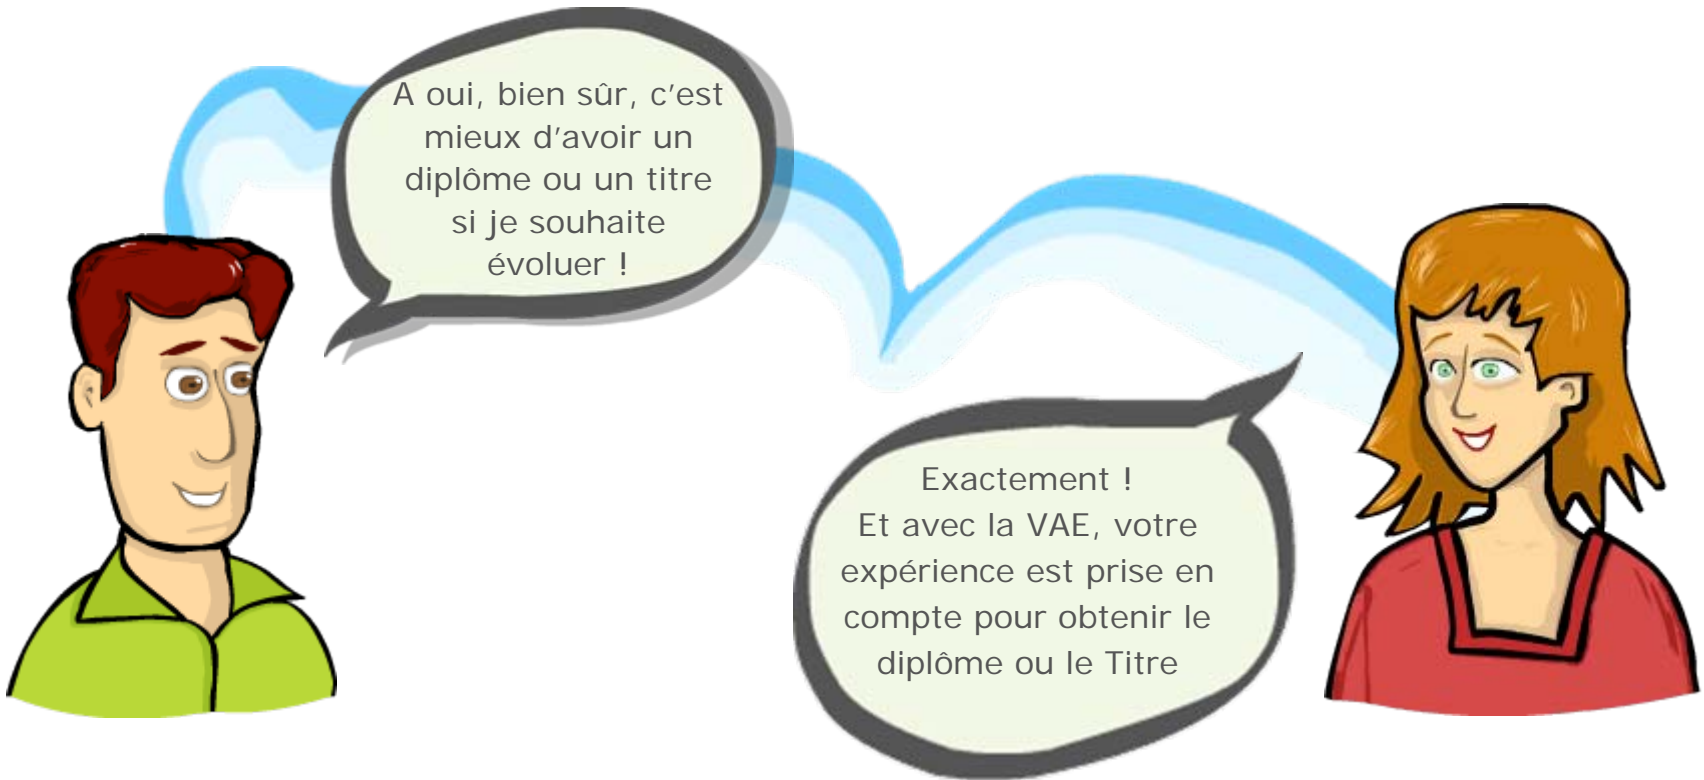 A oui, bien sûr, c’est
mieux d’avoir un
diplôme ou un titre
si je souhaite
évoluer !
Exactement !
Et avec la VAE, votre
expérience est prise en
compte pour obtenir le
diplôme ou le Titre